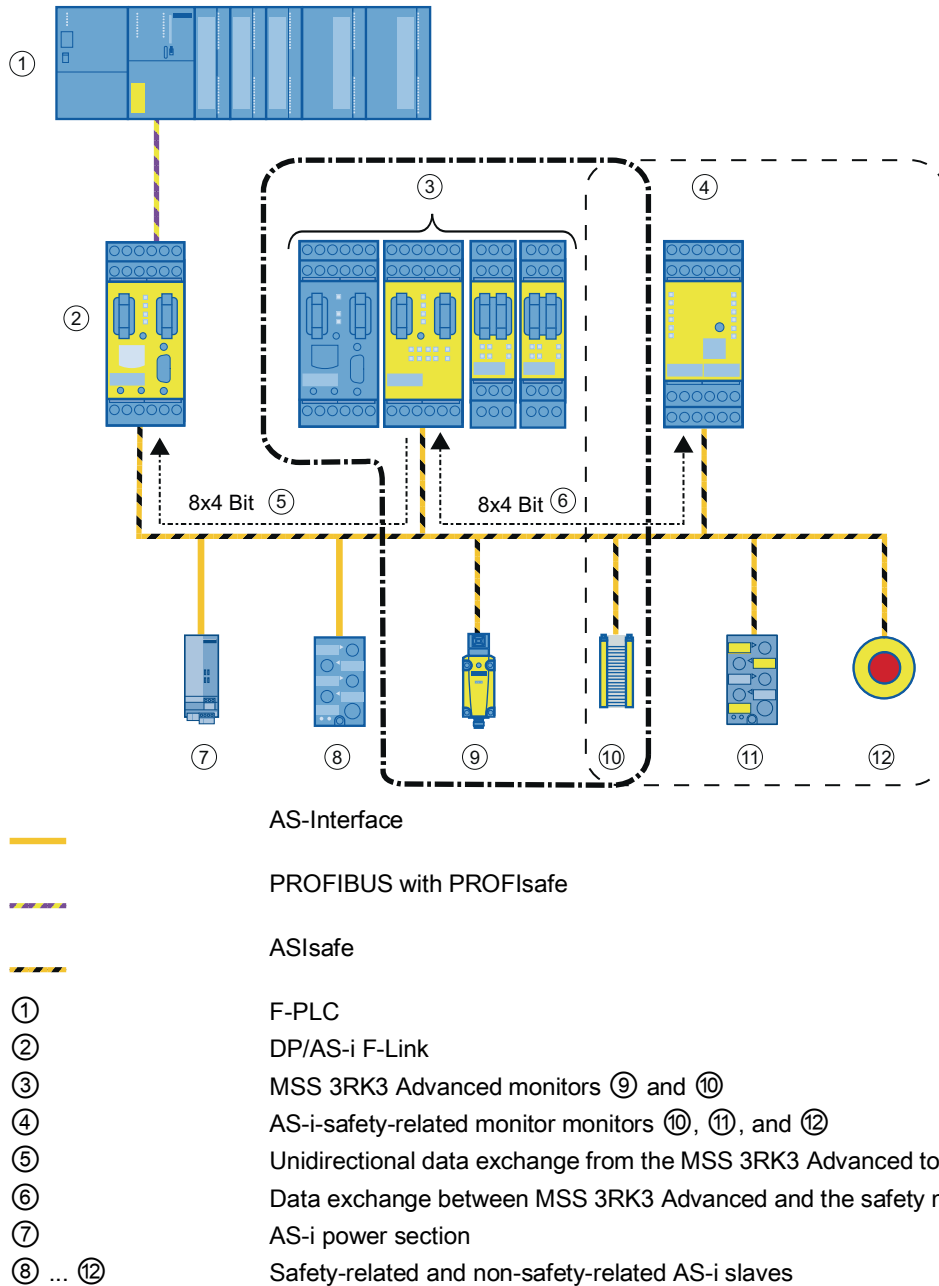 ①
③
④
②
8x4 Bit ⑤
8x4 Bit ⑥
⑦
⑧
⑨
⑩
⑪
⑫
AS-Interface
PROFIBUS with PROFIsafe
ASIsafe
① F-PLC
② DP/AS-i F-Link
③ MSS 3RK3 Advanced monitors ⑨ and ⑩
④ AS-i-safety-related monitor monitors ⑩, ⑪, and ⑫
⑤ Unidirectional data exchange from the MSS 3RK3 Advanced to
⑥ Data exchange between MSS 3RK3 Advanced and the safety
⑦ AS-i power section
⑧ ... ⑫ Safety-related and non-safety-related AS-i slaves